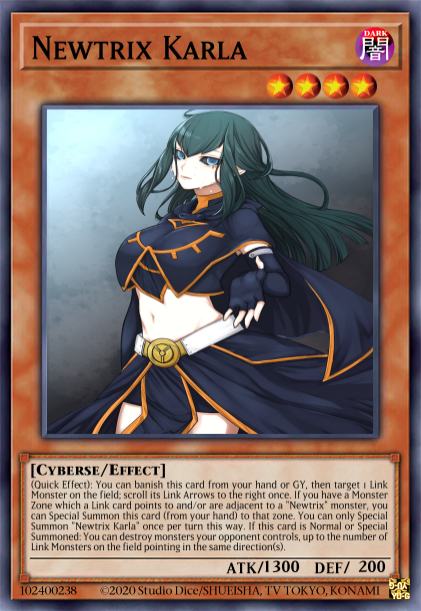 Newtrix Karla
DARK
闇
[Cyberse/Effect]
(Quick Effect): You can banish this card from your hand or GY, then target 1 Link
Monster on the field; scroll its Link Arrows to the right once. If you have a Monster
Zone which a Link card points to and/or are adjacent to a "Newtrix" monster, you
can Special Summon this card (from your hand) to that zone. You can only Special
Summon "Newtrix Karla" once per turn this way. If this card is Normal or Special
Summoned: You can destroy monsters your opponent controls, up to the number
of Link Monsters on the field pointing in the same direction(s).
ATK/1300 DEF/ 200
102400238 ©2020 Studio Dice/SHUEISHA, TV TOKYO, KONAMI